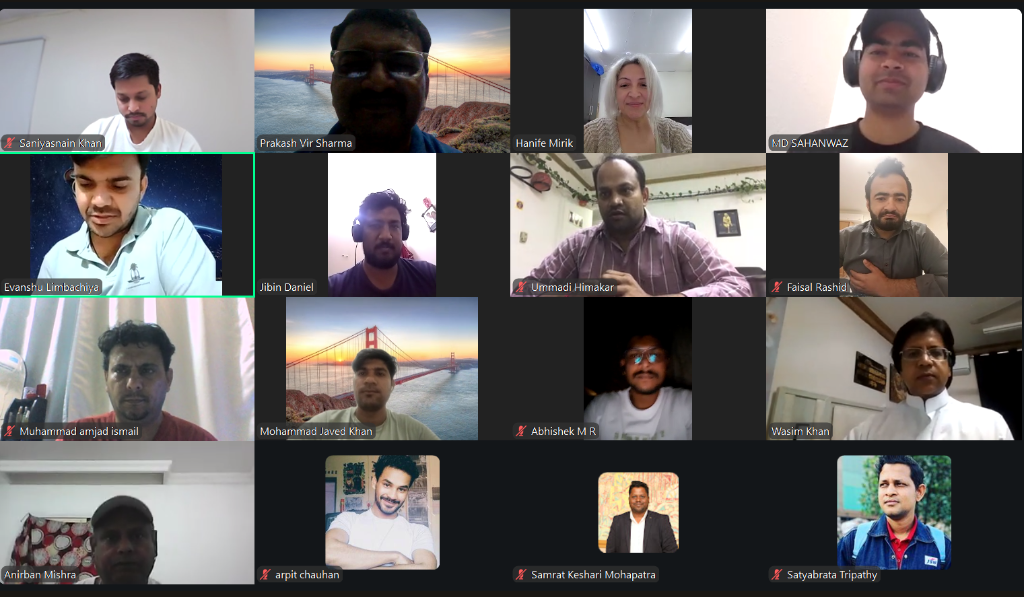 Saniyasnain Khan
Prakash Vir Sharma
Hanife Mirik
MD SAHANWAZ
Evanshu Limbachiya
Jibin Daniel
Ummadi Himakar
Faisal Rashid
Muhammad amjad ismail
Mohammad Javed Khan
Abhishek M R
Wasim Khan
Anirban Mishra
arpit chauhan
Samrat Keshari Mohapatra
Satyabrata Tripathy